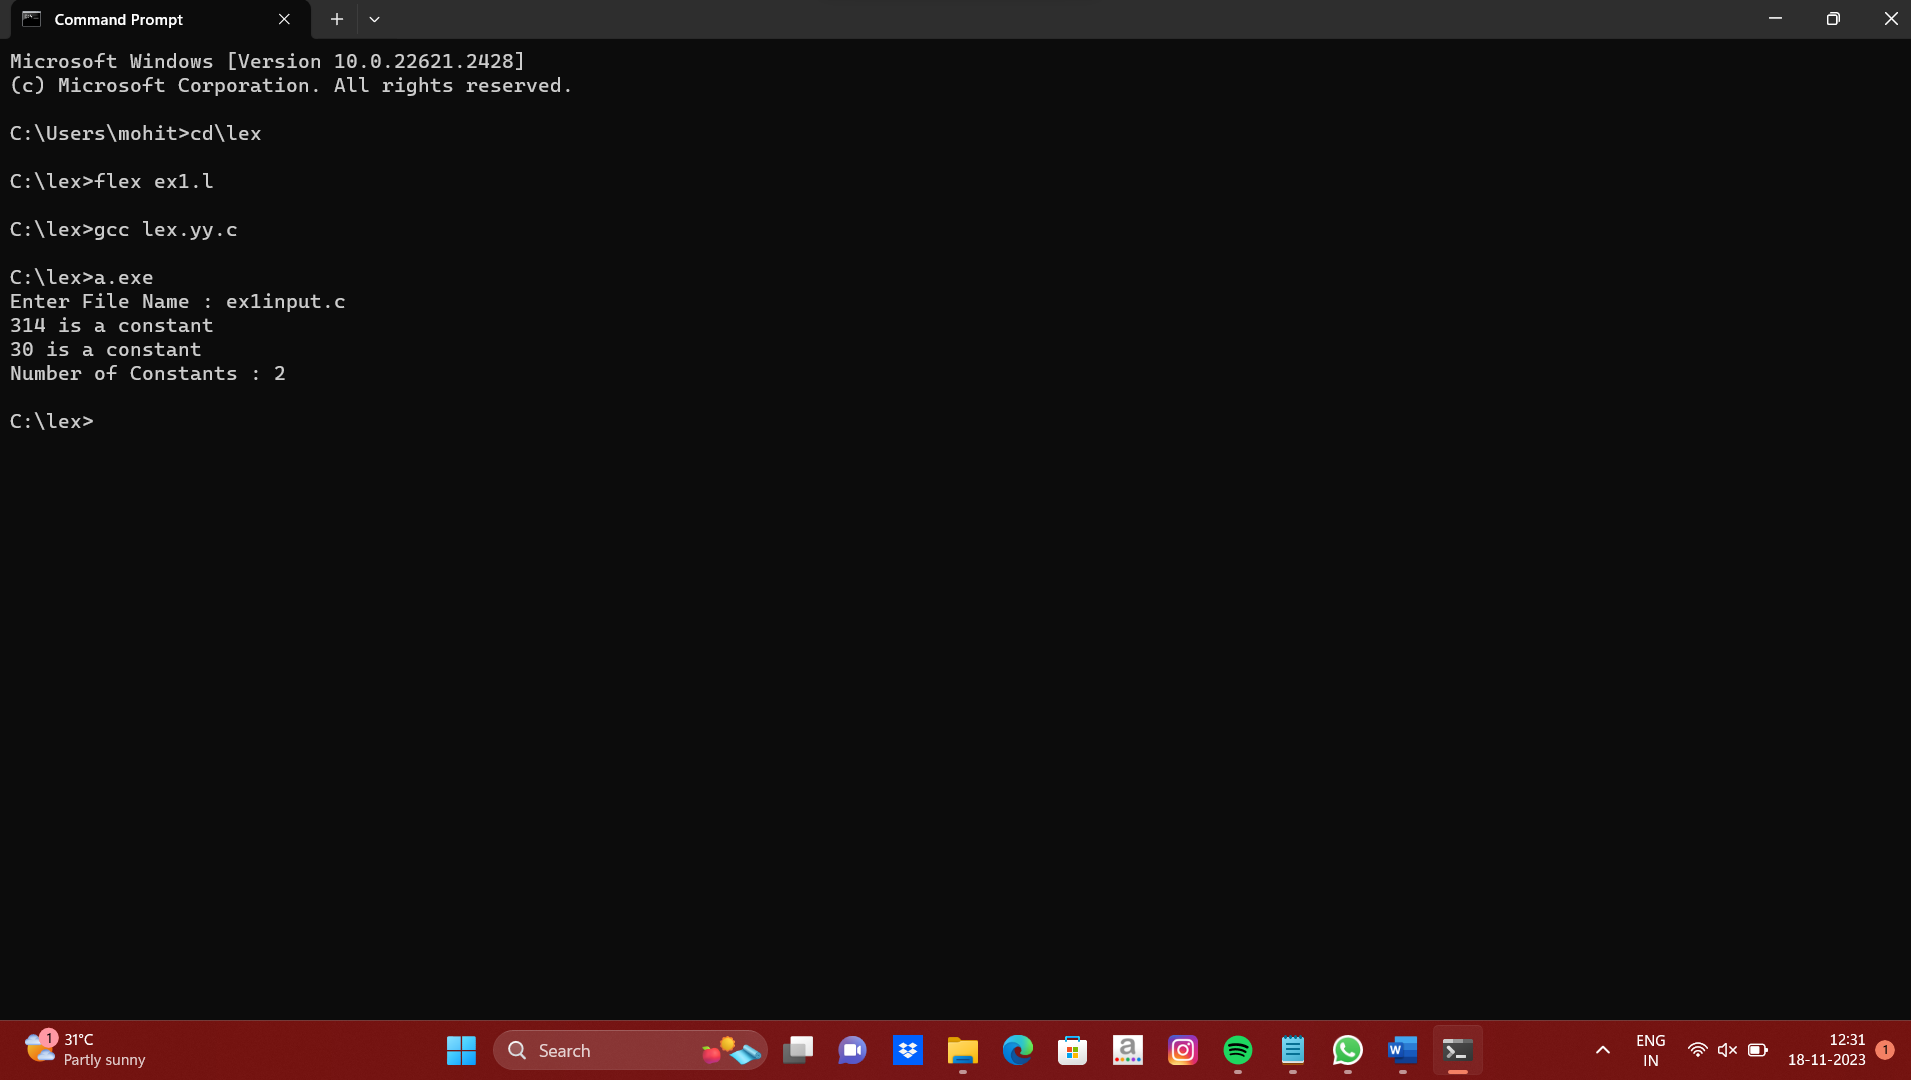 Command Prompt
Microsoft Windows [Version 10.0.22621.2428]
(c) Microsoft Corporation. All rights reserved.
C:\Users\mohit>cd\lex
C:\lex>flex ex1.l
C:\lex>gcc lex.yy.c
C:\lex>a.exe
Enter File Name : ex1input.c
314 is a constant
30 is a constant
Number of Constants : 2
C:\lex>
1
31°C
Partly sunny
Search
a
W
ENG
IN
12:31
18-11-2023
1